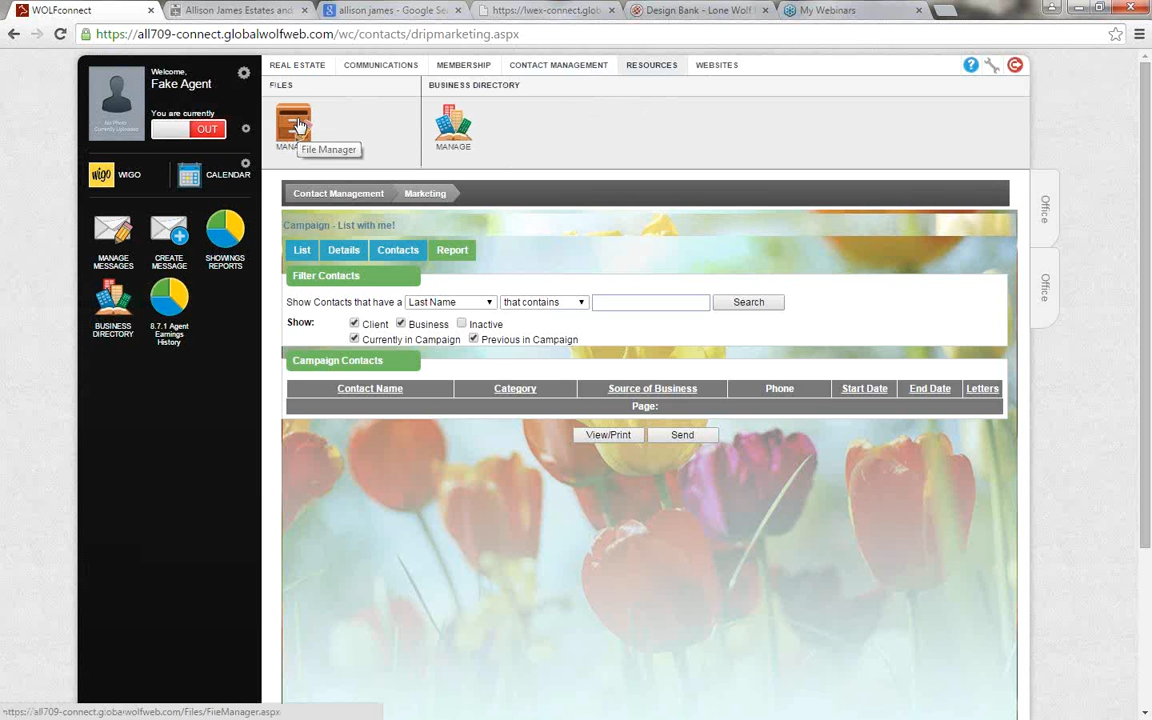 WOLFconnect
Allison James Estates and
allison james - Google Se
https://lwex-connect.glob
Design Bank - Lone Wolf
My Webinars
https://all709-connect.globalwolfweb.com/wc/contacts/dripmarketing.aspx
Welcome,
Fake Agent
No Photo
Currently Uploaded
You are currently
OUT
WIGO
WIGO
CALENDAR
MANAGE
MESSAGES
CREATE
MESSAGE
SHOWINGS
REPORTS
BUSINESS
DIRECTORY
8.7.1 Agent
Earnings
History
REAL ESTATE
COMMUNICATIONS
MEMBERSHIP
CONTACT MANAGEMENT
RESOURCES
WEBSITES
FILES
BUSINESS DIRECTORY
MANA
File Manager
MANAGE
Contact Management
Marketing
Campaign - List with me!
List
Details
Contacts
Report
Filter Contacts
Show Contacts that have a Last Name that contains Search
Show: Client Business Inactive
Currently in Campaign Previous in Campaign
Campaign Contacts
Contact Name Category Source of Business Phone Start Date End Date Letters
Page:
View/Print Send
Office
Office
https://all709-connect.globalwolfweb.com/Files/FileManager.aspx